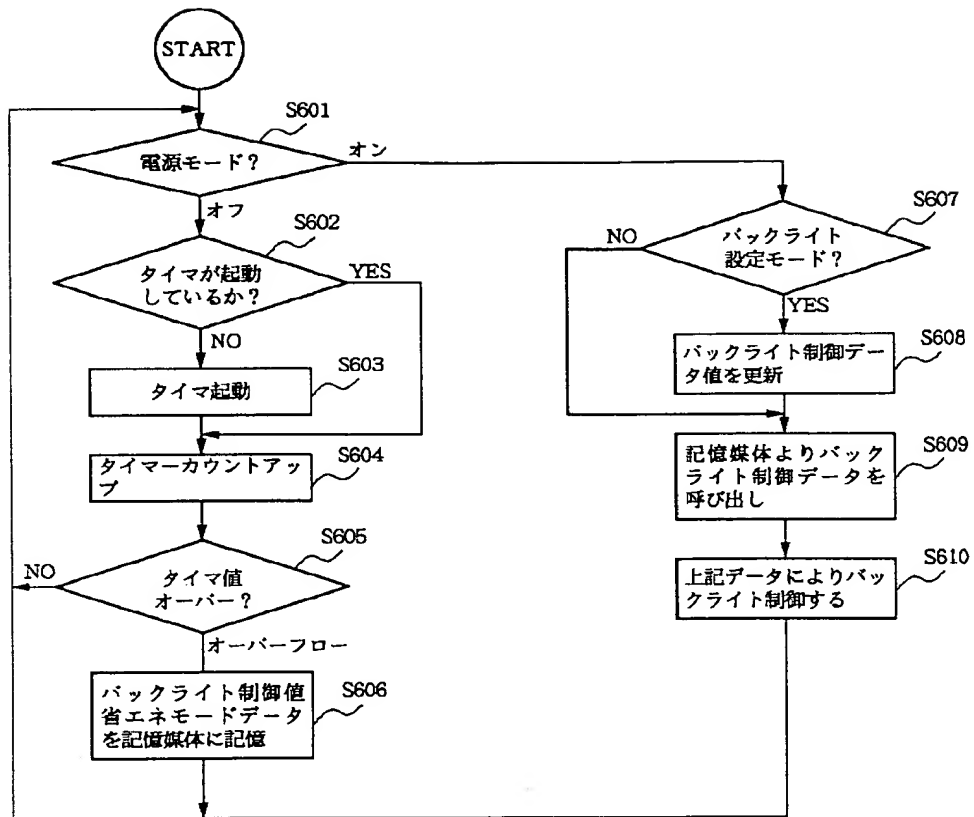 START
S601
電源モード?
オン
オフ
S602
タイマが起動
しているか?
YES
NO
S603
タイマ起動
S604
タイマーカウントアッ
プ
S605
タイマ値
オーバー?
NO
オーバーフロー
S606
バックライト制御値
省エネモードデータ
を記憶媒体に記憶
S607
バックライト
設定モード?
NO
YES
S608
バックライト制御デー
タ値を更新
S609
記憶媒体よりバック
ライト制御データを
呼び出し
S610
上記データによりバッ
クライト制御する